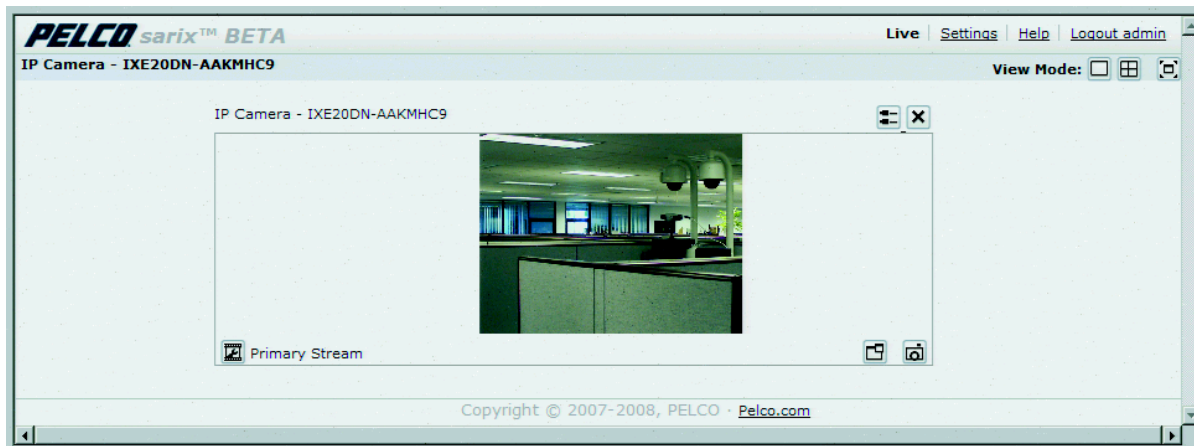 PELCO sarix™ BETA
Live Settings Help Logout admin
IP Camera - IXE20DN-AAKMHC9
View Mode:
IP Camera - IXE20DN-AAKMHC9
Primary Stream
Copyright © 2007-2008, PELCO · Pelco.com